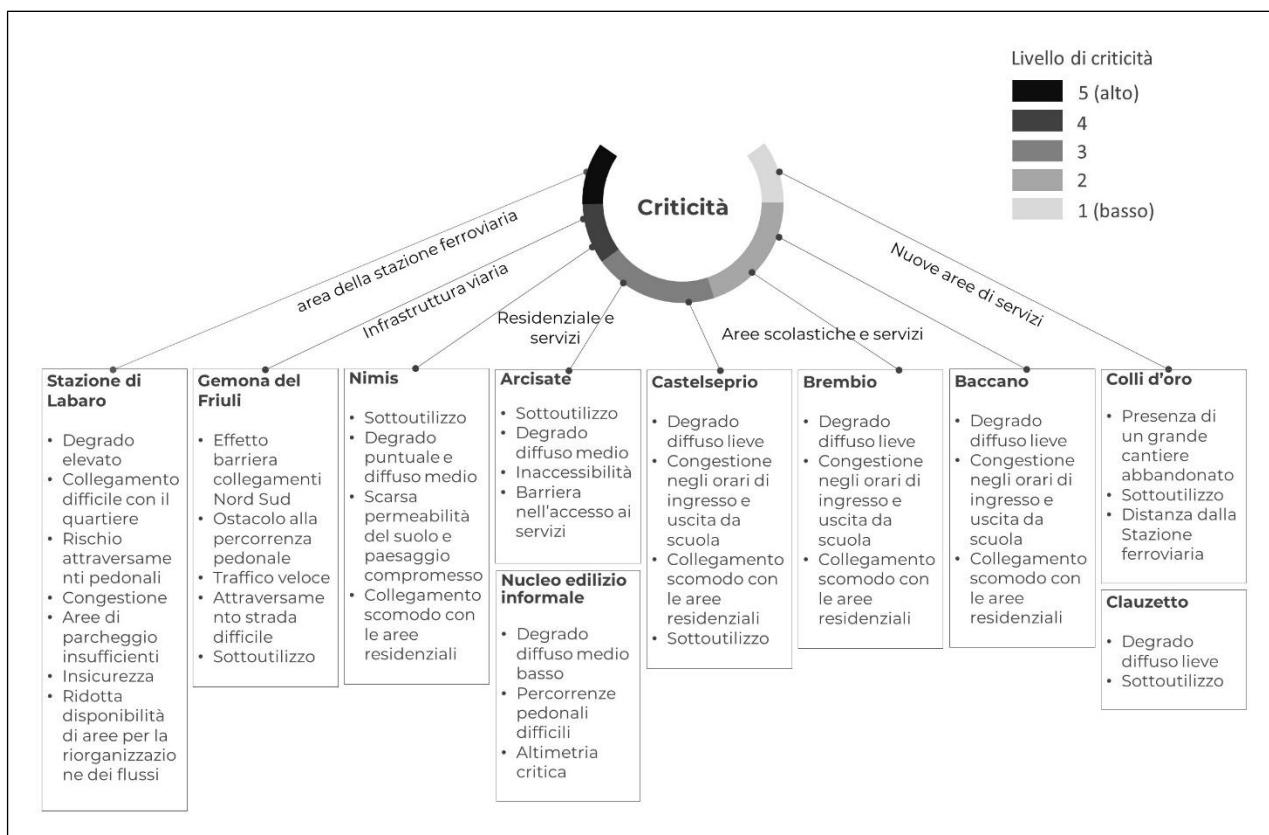 Livello di criticità
5 (alto)
4
3
2
1 (basso)
Criticità
area della stazione ferroviaria
Infrastruttura viaria
Residenziale e
servizi
Aree scolastiche e servizi
Nuove aree di servizi
Stazione di
Labaro
• Degrado
elevato
• Collegamento
difficile con il
quartiere
• Rischio
attraversame
nti pedonali
• Congestione
• Aree di
parcheggio
insufficienti
• Insicurezza
• Ridotta
disponibilità
di aree per la
riorganizzazio
ne dei flussi
Gemona del
Friuli
• Effetto
barriera
collegamenti
Nord Sud
• Ostacolo alla
percorrenza
pedonale
• Traffico veloce
• Attraversame
nto strada
difficile
• Sottoutilizzo
Nimis
• Sottoutilizzo
• Degrado
puntuale e
diffuso medio
• Scarsa
permeabilità
del suolo e
paesaggio
compromesso
• Collegamento
scomodo con
le aree
residenziali
Arcisate
• Sottoutilizzo
• Degrado
diffuso medio
• Inaccessibilità
• Barriera
nell'accesso ai
servizi
Nucleo edilizio
informale
• Degrado
diffuso medio
basso
• Percorrenze
pedonali
difficili
• Altimetria
critica
Castelseprio
• Degrado
diffuso lieve
• Congestione
negli orari di
ingresso e
uscita da
scuola
• Collegamento
scomodo con
le aree
residenziali
• Sottoutilizzo
Brembio
• Degrado
diffuso lieve
• Congestione
negli orari di
ingresso e
uscita da
scuola
• Collegamento
scomodo con
le aree
residenziali
Baccano
• Degrado
diffuso lieve
• Congestione
negli orari di
ingresso e
uscita da
scuola
• Collegamento
scomodo con
le aree
residenziali
Colli d'oro
• Presenza di
un grande
cantiere
abbandonato
• Sottoutilizzo
• Distanza dalla
Stazione
ferroviaria
Clauzetto
• Degrado
diffuso lieve
• Sottoutilizzo